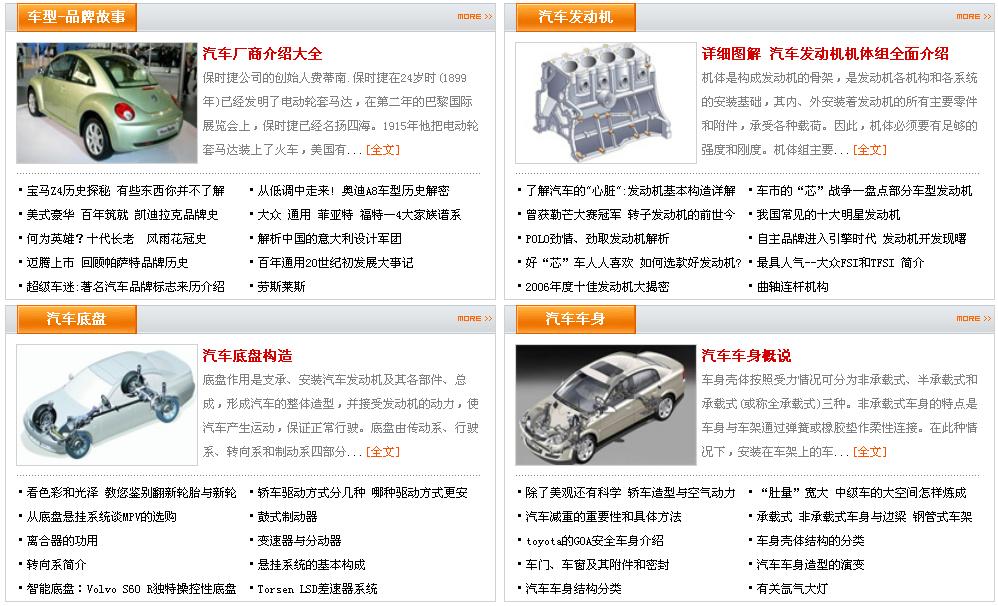 车型-品牌故事
MORE >>
汽车厂商介绍大全
保时捷公司的创始人费蒂南.保时捷在24岁时(1899
年)已经发明了电动轮套马达，在第二年的巴黎国际
展览会上，保时捷已经名扬四海。1915年他把电动轮
套马达装上了火车，美国有...[全文]
宝马Z4历史探秘 有些东西你并不了解
从低调中走来! 奥迪A8车型历史解密
美式豪华 百年筑就 凯迪拉克品牌史
大众 通用 菲亚特 福特一4大家族谱系
何为英雄？十代长老 风雨花冠史
解析中国的意大利设计军团
迈腾上市 回顾帕萨特品牌历史
百年通用20世纪初发展大事记
超级车迷:著名汽车品牌标志来历介绍
劳斯莱斯
汽车发动机
MORE >>
详细图解 汽车发动机机体组全面介绍
机体是构成发动机的骨架，是发动机各机构和各系统
的安装基础，其内、外安装着发动机的所有主要零件
和附件，承受各种载荷。因此，机体必须要有足够的
强度和刚度。机体组主要...[全文]
了解汽车的"心脏":发动机基本构造详解
车市的“芯”战争一盘点部分车型发动机
曾获勒芒大赛冠军 转子发动机的前世今
我国常见的十大明星发动机
POLO劲情、劲取发动机解析
自主品牌进入引擎时代 发动机开发现曙
好“芯”车人人喜欢 如何选款好发动机?
最具人气--大众FSI和TFSI 简介
2006年度十佳发动机大揭密
曲轴连杆机构
汽车底盘
MORE >>
汽车底盘构造
底盘作用是支承、安装汽车发动机及其各部件、总
成，形成汽车的整体造型，并接受发动机的动力，使
汽车产生运动，保证正常行驶。底盘由传动系、行驶
系、转向系和制动系四部分...[全文]
看色彩和光泽 教您鉴别翻新轮胎与新轮
轿车驱动方式分几种 哪种驱动方式更安
从底盘悬挂系统谈MPV的选购
鼓式制动器
离合器的功用
变速器与分动器
转向系简介
悬挂系统的基本构成
智能底盘：Volvo S60 R独特操控性底盘
Torsen LSD差速器系统
汽车车身
MORE >>
汽车车身概说
车身壳体按照受力情况可分为非承载式、半承载式和
承载式(或称全承载式)三种。非承载式车身的特点是
车身与车架通过弹簧或橡胶垫作柔性连接。在此种情
况下，安装在车架上的车...[全文]
除了美观还有科学 轿车造型与空气动力
“肚量”宽大 中级车的大空间怎样炼成
汽车减重的重要性和具体方法
承载式 非承载式车身与边梁 钢管式车架
toyota的GOA安全车身介绍
车身壳体结构的分类
车门、车窗及其附件和密封
汽车车身造型的演变
汽车车身结构分类
有关氙气大灯